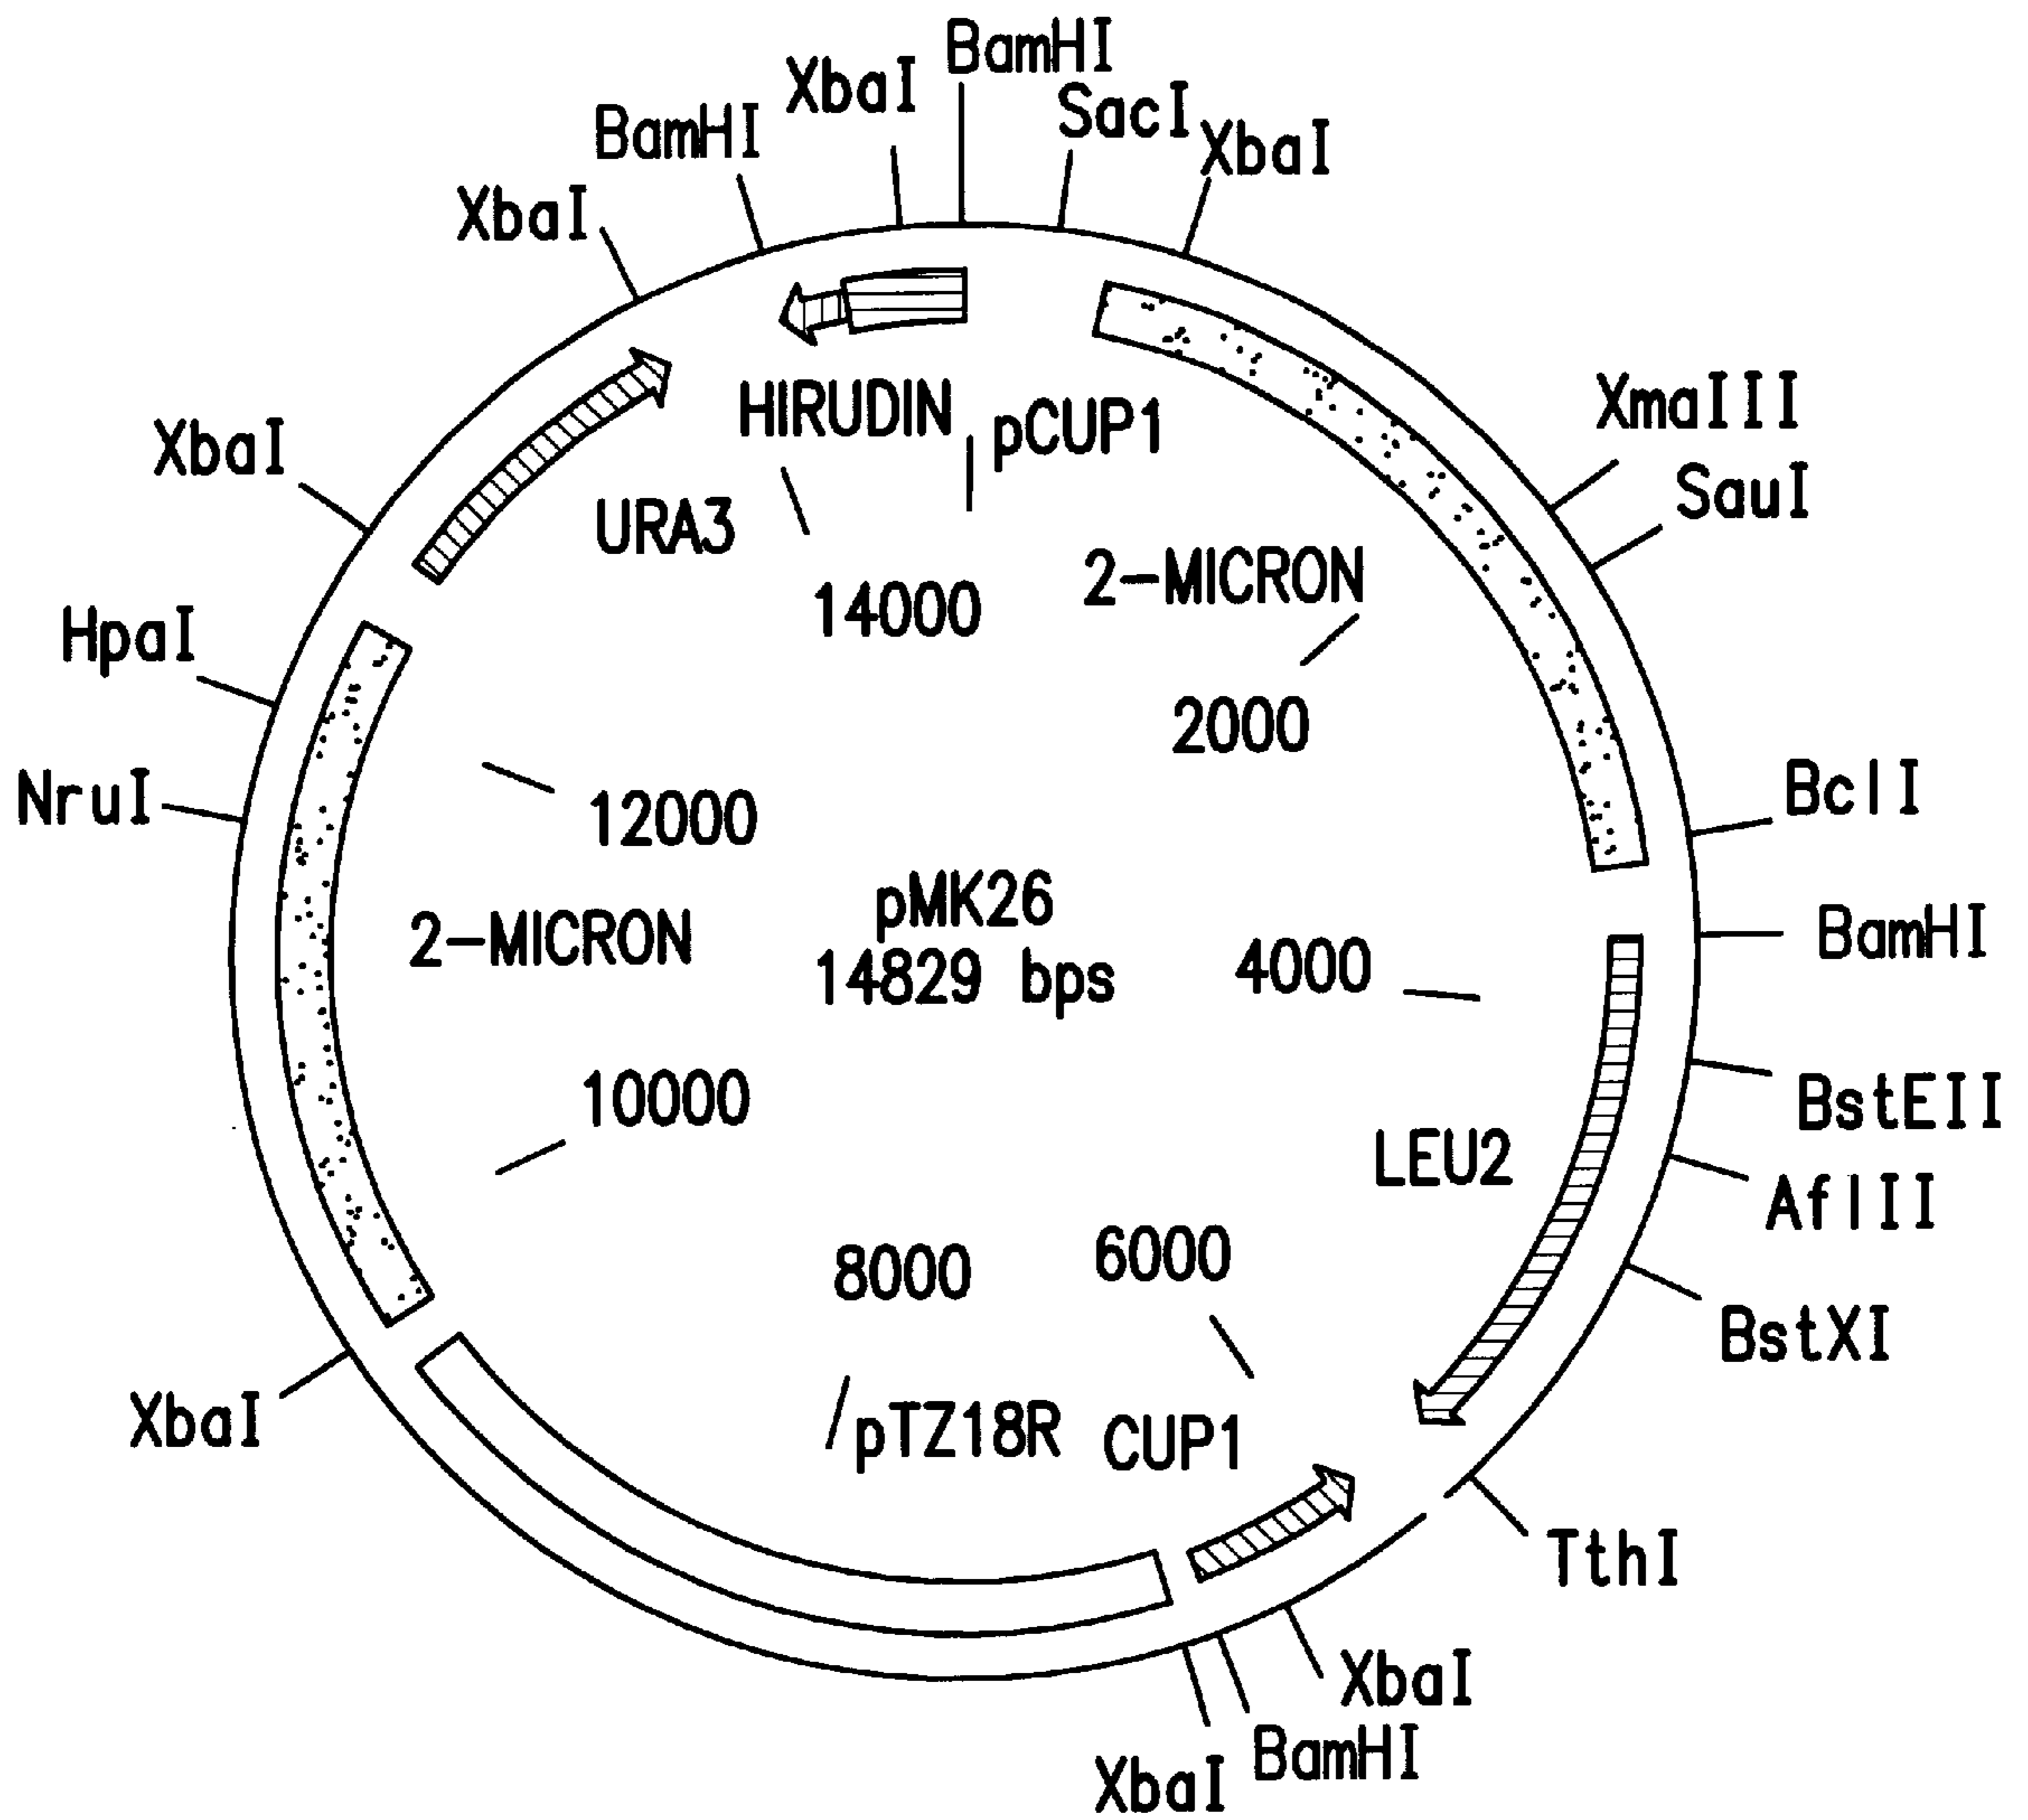 BamHI
XbaI
SacI
BamHI
XbaI
XbaI
HIRUDIN
pCUP1
XmaIII
XbaI
SauI
URA3
2-MICRON
14000
HpaI
2000
NruI
12000
BclI
pMK26
2-MICRON
14829 bps
4000
BamHI
10000
BstEII
LEU2
AflII
8000
6000
BstXI
XbaI
pTZ18R
CUP1
TthI
XbaI
BamHI
XbaI